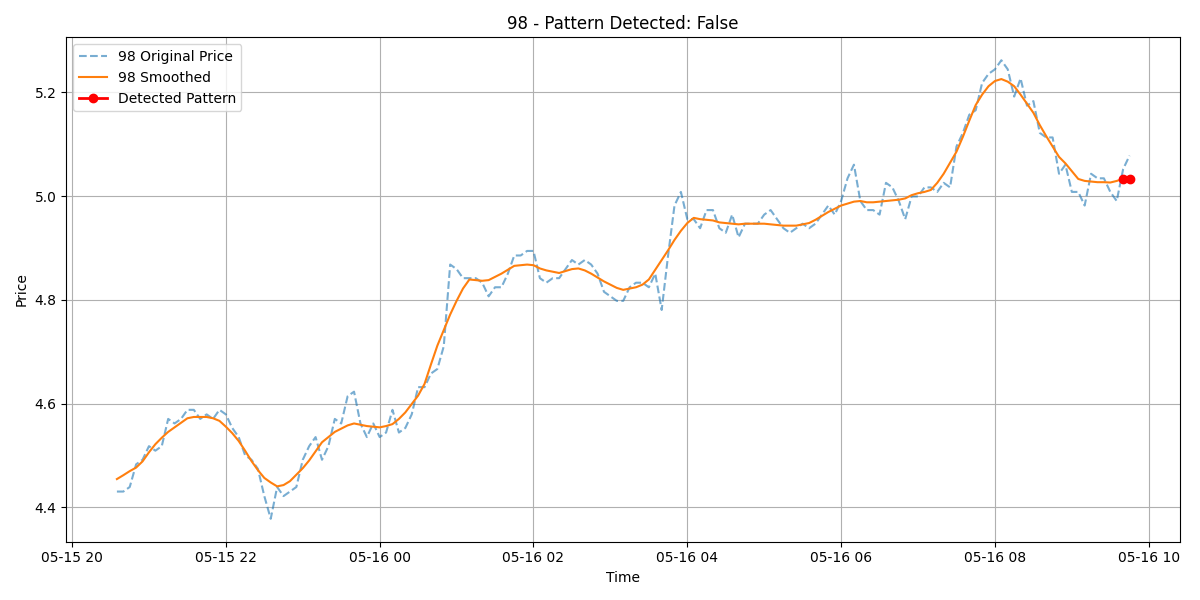 98 - Pattern Detected: False
98 Original Price
98 Smoothed
Detected Pattern
Price
5.2
5.0
4.8
4.6
4.4
05-15 20
05-15 22
05-16 00
05-16 02
05-16 04
05-16 06
05-16 08
05-16 10
Time